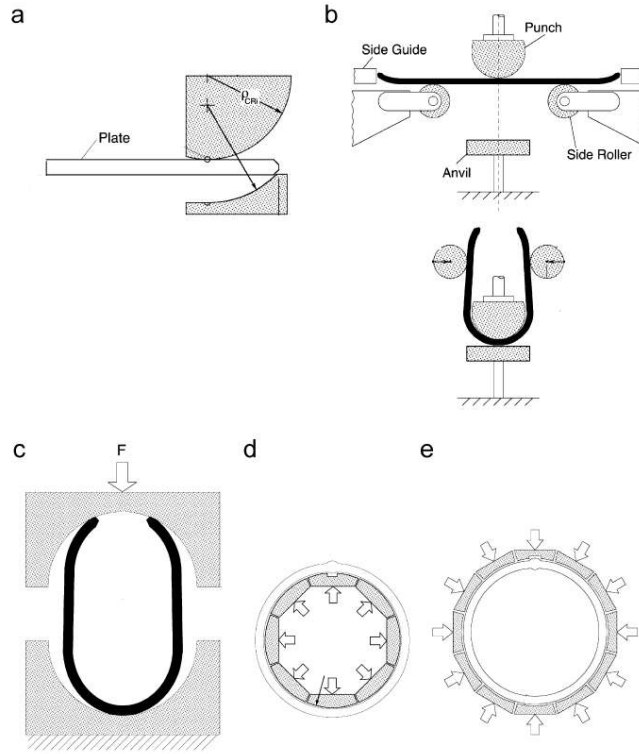 a
b
Punch
Side Guide
ρCRi
Plate
Side Roller
Anvil
c
F
d
e